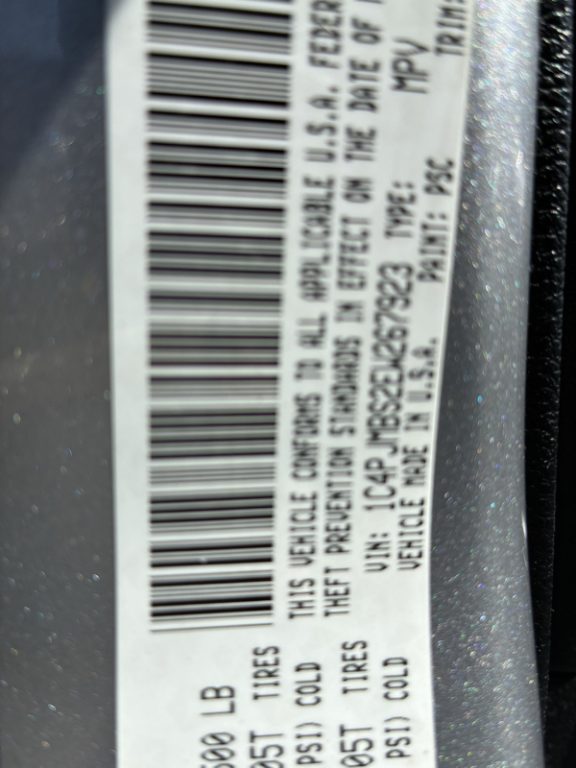 500 LB
05T TIRES
PSI) COLD
05T TIRES
PSI) COLD
THIS VEHICLE CONFORMS TO ALL APPLICABLE U.S.A. FEDER
THEFT PREVENTION STANDARDS IN EFFECT ON THE DATE OF
VIN: 1C4PJMBS2EW267923 TYPE: MPV
VEHICLE MADE IN U.S.A. PAINT: PSC TRIM: